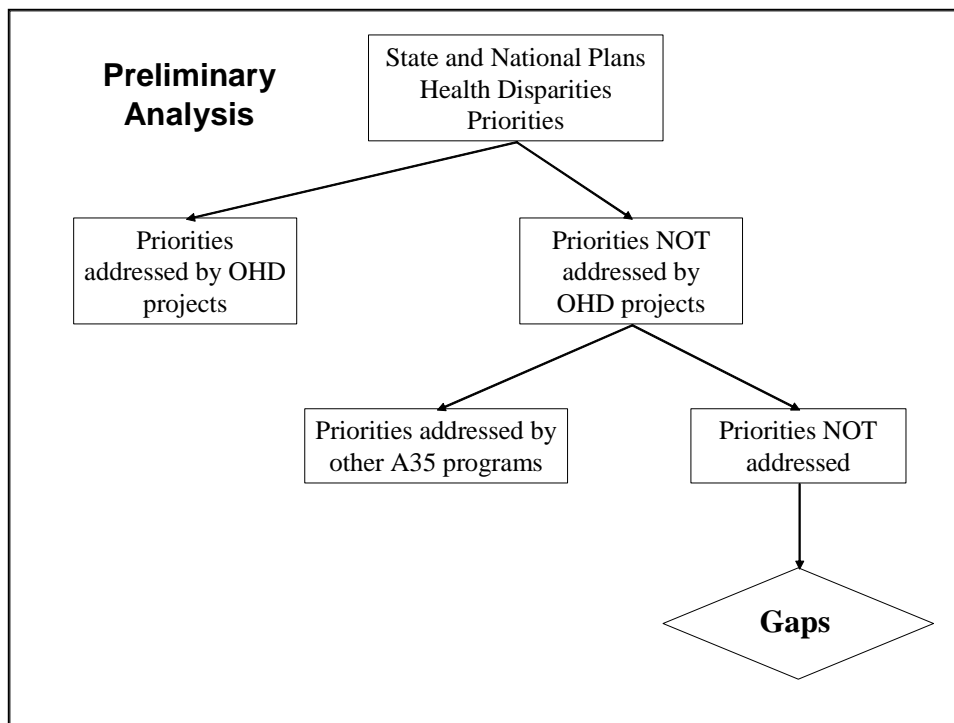 Preliminary
Analysis
State and National Plans
Health Disparities
Priorities
Priorities
addressed by OHD
projects
Priorities NOT
addressed by
OHD projects
Priorities addressed by
other A35 programs
Priorities NOT
addressed
Gaps